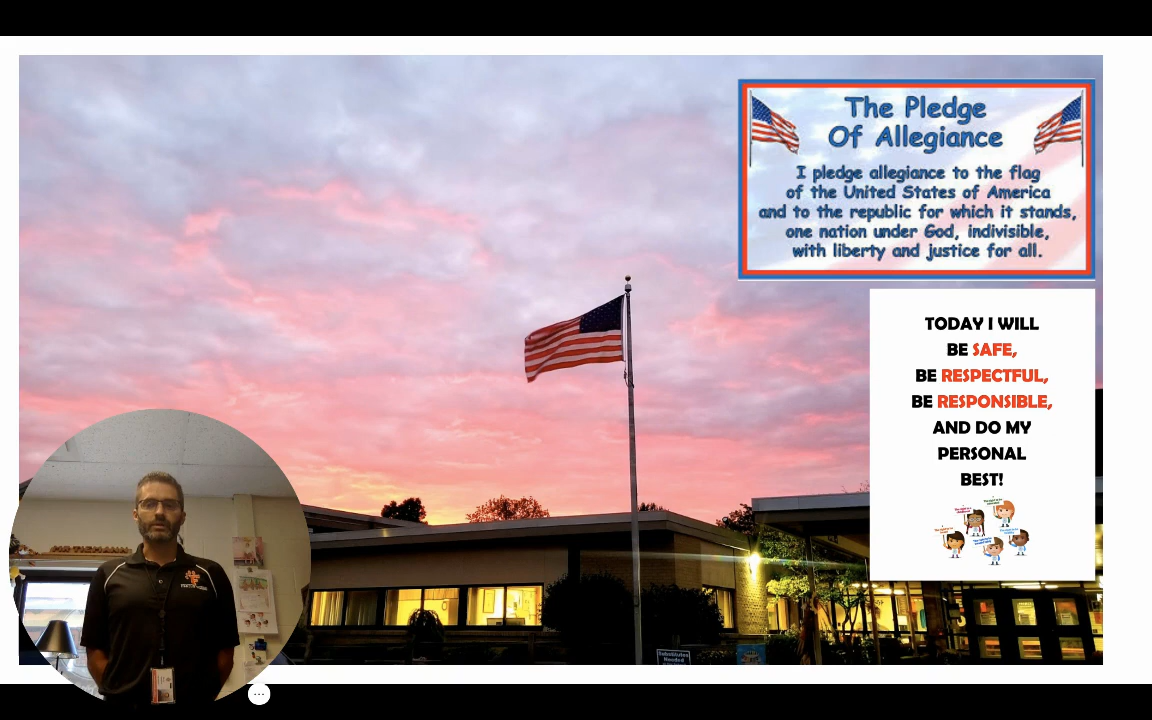 The Pledge
Of Allegiance
I pledge allegiance to the flag
of the United States of America
and to the republic for which it stands,
one nation under God, indivisible,
with liberty and justice for all.
TODAY I WILL
BE SAFE,
BE RESPECTFUL,
BE RESPONSIBLE,
AND DO MY
PERSONAL
BEST!
Substitutes
Needed